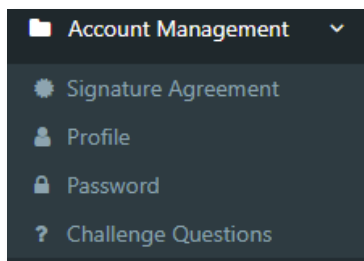 Account Management
Signature Agreement
Profile
Password
? Challenge Questions